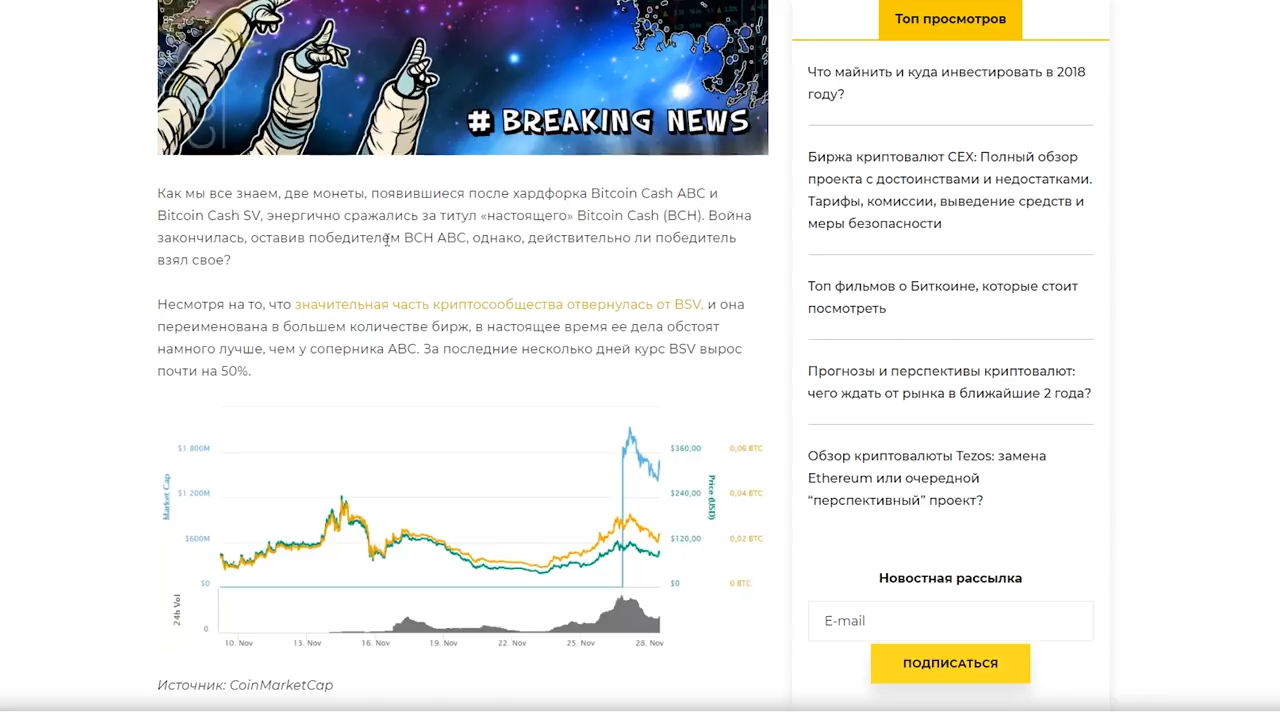 # BREAKING NEWS
Как мы все знаем, две монеты, появившиеся после хардфорка Bitcoin Cash ABC и
Bitcoin Cash SV, энергично сражались за титул «настоящего» Bitcoin Cash (BCH). Война
закончилась, оставив победителем BCH ABC, однако, действительно ли победитель
взял свое?
Несмотря на то, что значительная часть криптосообщества отвернулась от BSV, и она
переименована в большем количестве бирж, в настоящее время ее дела обстоят
намного лучше, чем у соперника ABC. За последние несколько дней курс BSV вырос
почти на 50%.
Market Cap
$1 800M
$1 200M
$600M
$0
24h Vol
0
$360,00
$240,00
$120,00
$0
Price (USD)
0,06 BTC
0,04 BTC
0,02 BTC
0 BTC
10. Nov
13. Nov
16. Nov
19. Nov
22. Nov
25. Nov
28. Nov
Источник: CoinMarketCap
Топ просмотров
Что майнить и куда инвестировать в 2018
году?
Биржа криптовалют CEX: Полный обзор
проекта с достоинствами и недостатками.
Тарифы, комиссии, выведение средств и
меры безопасности
Топ фильмов о Биткоине, которые стоит
посмотреть
Прогнозы и перспективы криптовалют:
чего ждать от рынка в ближайшие 2 года?
Обзор криптовалюты Tezos: замена
Ethereum или очередной
“перспективный” проект?
Новостная рассылка
E-mail
ПОДПИСАТЬСЯ